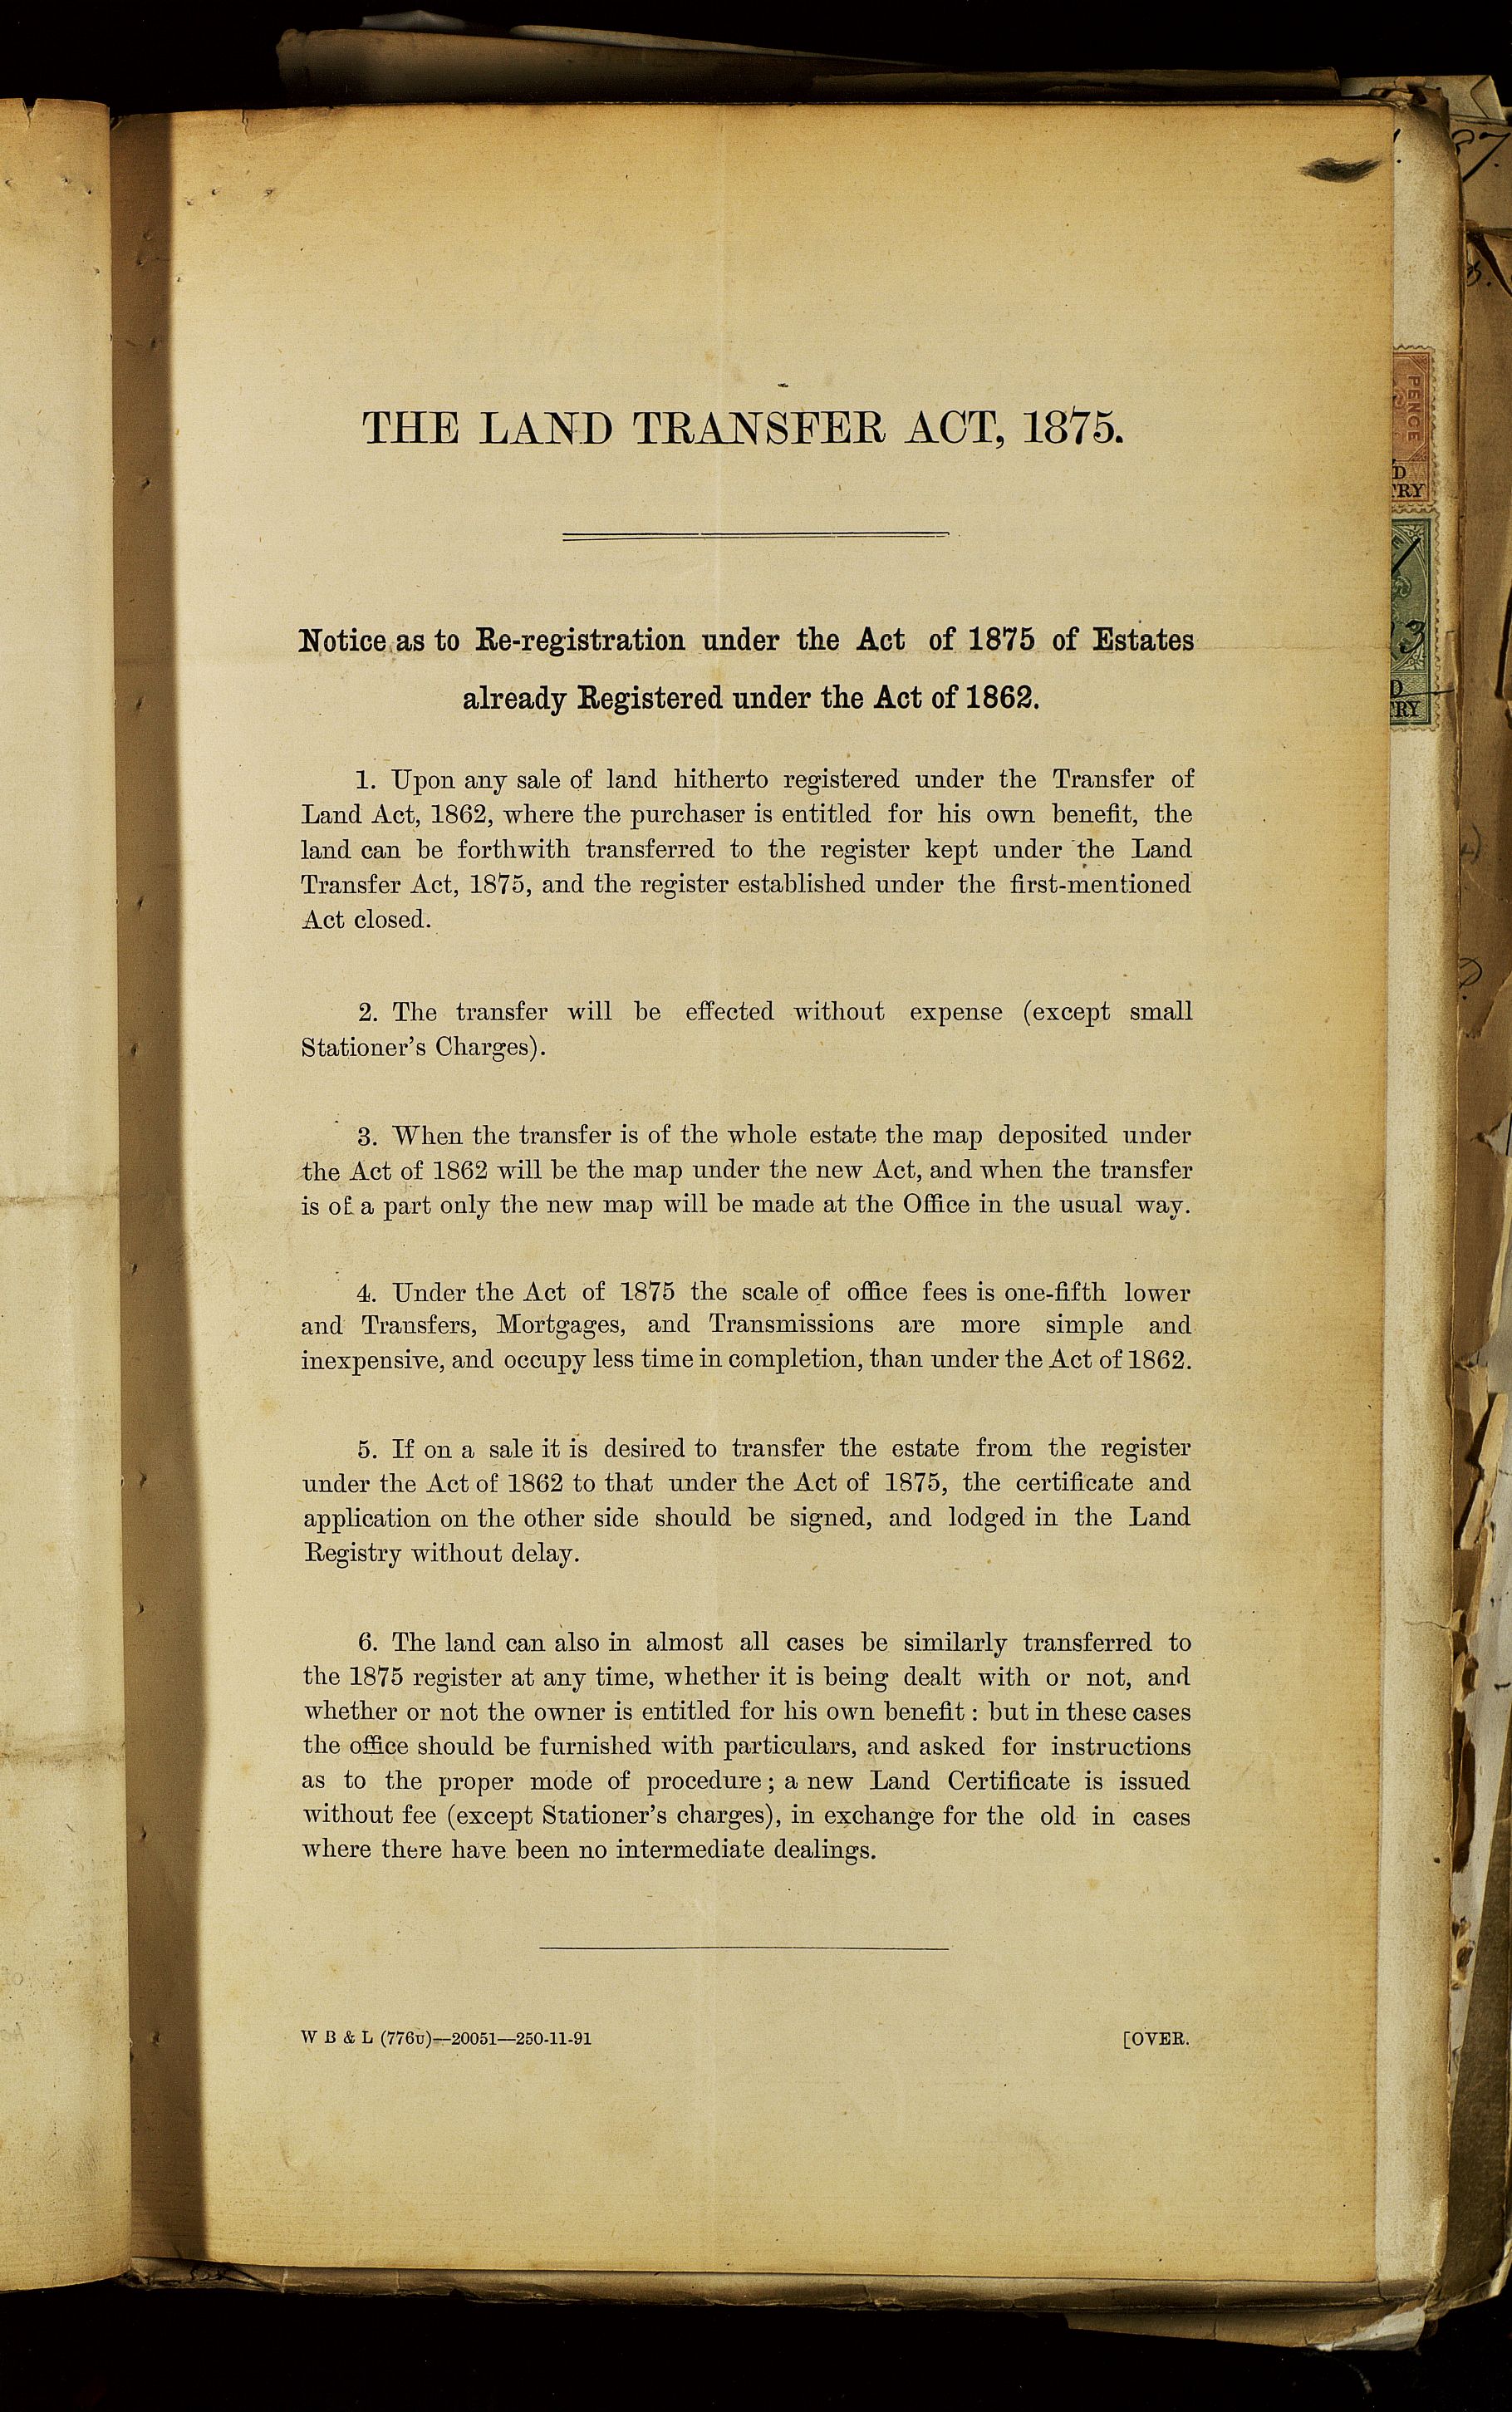 THE LAND TRANSFER ACT, 1875.
Notice as to Re-registration under the Act of 1875 of Estates
already Registered under the Act of 1862.
1. Upon any sale of land hitherto registered under the Transfer of
Land Act, 1862, where the purchaser is entitled for his own benefit, the
land can be forthwith transferred to the register kept under the Land
Transfer Act, 1875, and the register established under the first-mentioned
Act closed.
2. The transfer will be effected without expense (except small
Stationer's Charges).
3. When the transfer is of the whole estate the map deposited under
the Act of 1862 will be the map under the new Act, and when the transfer
is of a part only the new map will be made at the Office in the usual way.
4. Under the Act of 1875 the scale of office fees is one-fifth lower
and Transfers, Mortgages, and Transmissions are more simple and
inexpensive, and occupy less time in completion, than under the Act of 1862.
5. If on a sale it is desired to transfer the estate from the register
under the Act of 1862 to that under the Act of 1875, the certificate and
application on the other side should be signed, and lodged in the Land
Registry without delay.
6. The land can also in almost all cases be similarly transferred to
the 1875 register at any time, whether it is being dealt with or not, and
whether or not the owner is entitled for his own benefit : but in these cases
the office should be furnished with particulars, and asked for instructions
as to the proper mode of procedure ; a new Land Certificate is issued
without fee (except Stationer's charges), in exchange for the old in cases
where there have been no intermediate dealings.
W B & L (776U)—20051—250-11-91
[OVER.
PENCE
D
TRY
D
TRY